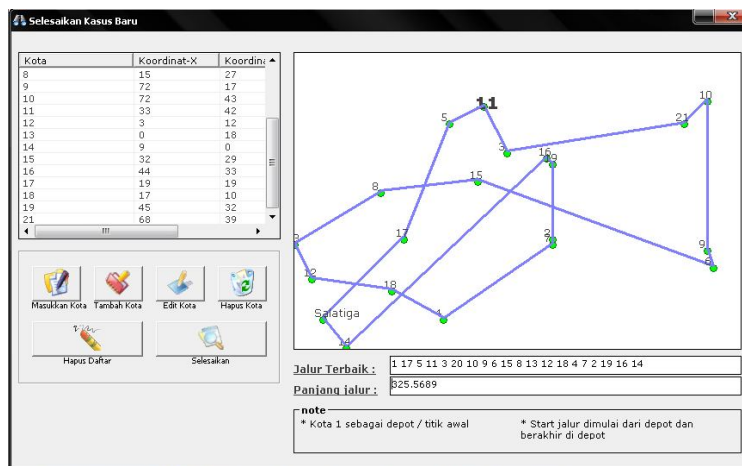 Selesaikan Kasus Baru
Kota Koordinat-X Koordina
8 15 27
9 72 17
10 72 43
11 33 42
12 3 12
13 0 18
14 9 0
15 32 29
16 44 33
17 19 19
18 17 10
19 45 32
21 68 39
Masukkan Kota Tambah Kota Edit Kota Hapus Kota
Hapus Daftar Selesaikan
10
11
5
21
3
16
19
15
8
17
2
7
9
6
3
12
18
Salatiga
14
Jalur Terbaik : 1 17 5 11 3 20 10 9 6 15 8 13 12 18 4 7 2 19 16 14
Panjang jalur : 325.5689
note
* Kota 1 sebagai depot / titik awal
* Start jalur dimulai dari depot dan
berakhir di depot